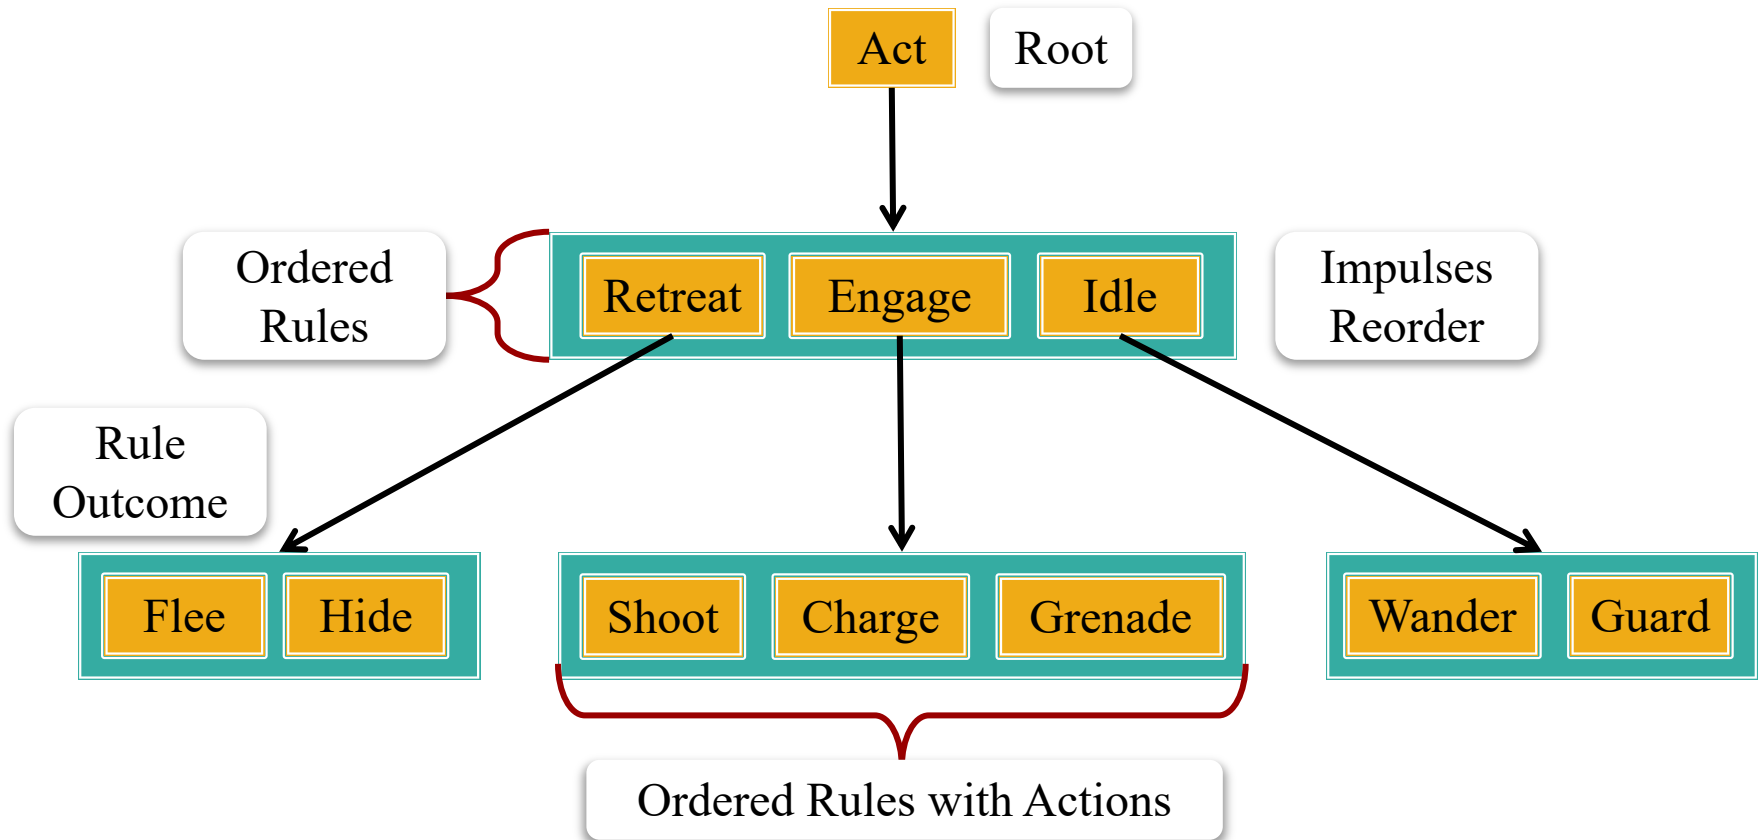 Act
Root
Ordered
Rules
Retreat
Engage
Idle
Impulses
Reorder
Rule
Outcome
Flee
Hide
Shoot
Charge
Grenade
Wander
Guard
Ordered Rules with Actions